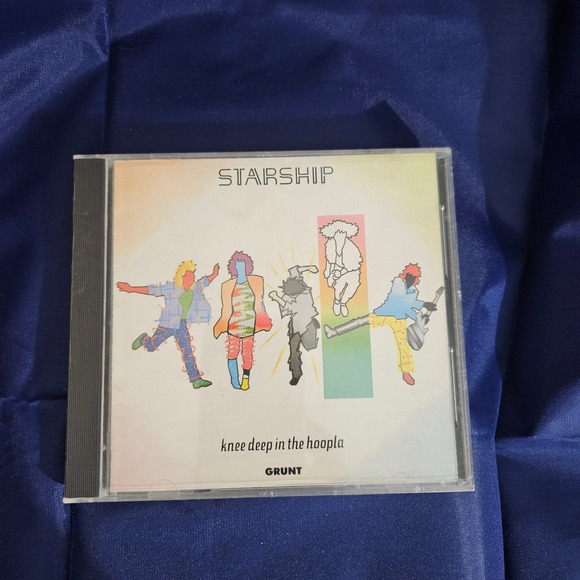 STARSHIP
knee deep in the hoopla
GRUNT